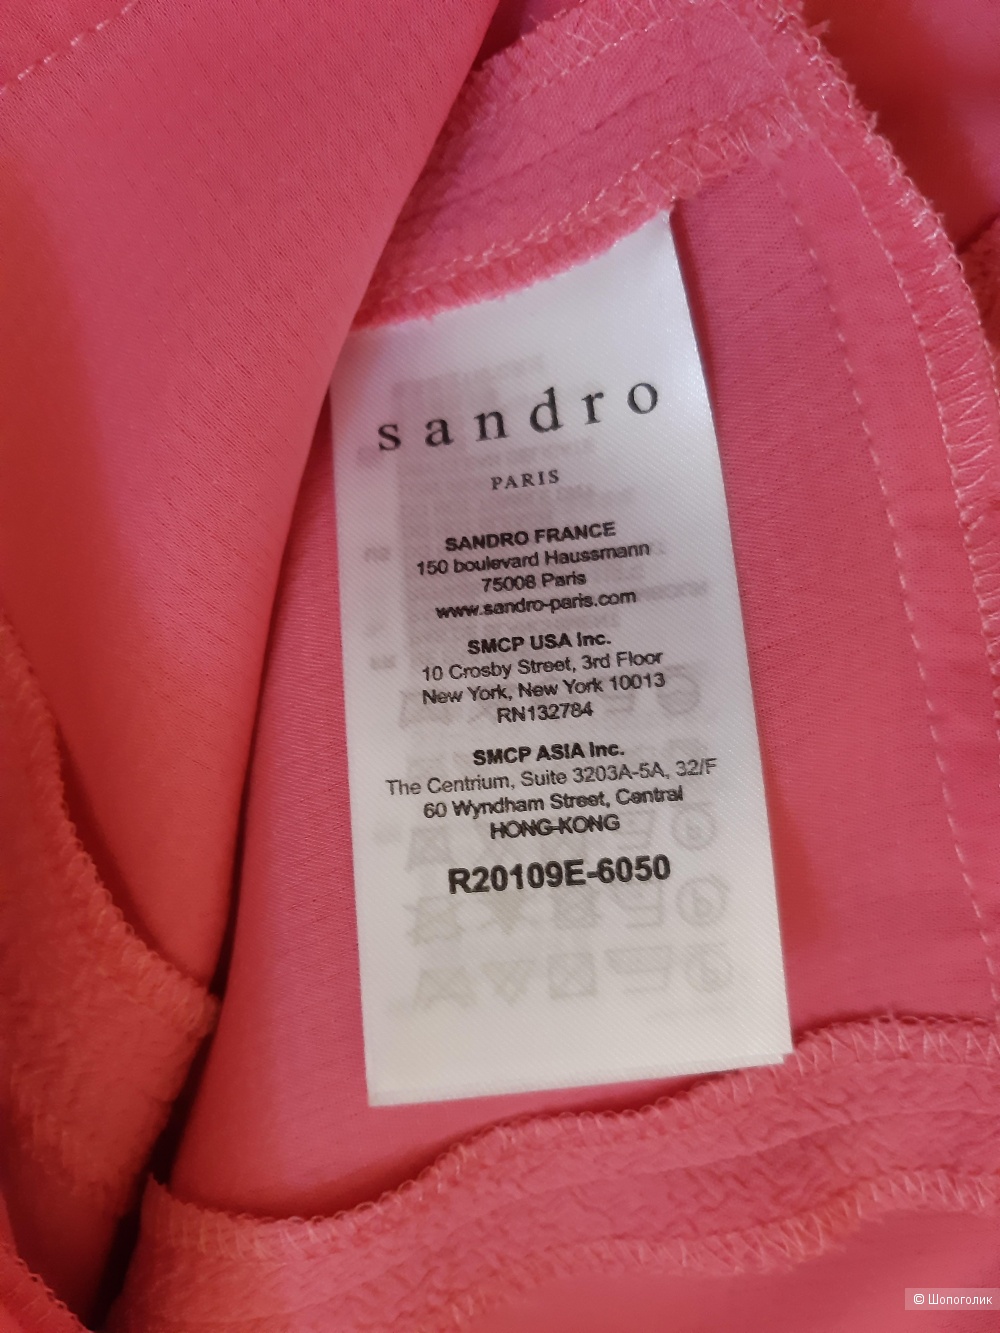 sandro
PARIS
SANDRO FRANCE
150 boulevard Haussmann
75008 Paris
www.sandro-paris.com
SMCP USA Inc.
10 Crosby Street, 3rd Floor
New York, New York 10013
RN132784
SMCP ASIA Inc.
The Centrium, Suite 3203A-5A, 32/F
60 Wyndham Street, Central
HONG-KONG
R20109E-6050
© Шопоголик